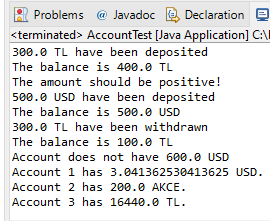 Problems @ Javadoc Declaration
<terminated> AccountTest [Java Application] C:\
300.0 TL have been deposited
The balance is 400.0 TL
The amount should be positive!
500.0 USD have been deposited
The balance is 500.0 USD
300.0 TL have been withdrawn
The balance is 100.0 TL
Account does not have 600.0 USD
Account 1 has 3.041362530413625 USD.
Account 2 has 200.0 AKCE.
Account 3 has 16440.0 TL.